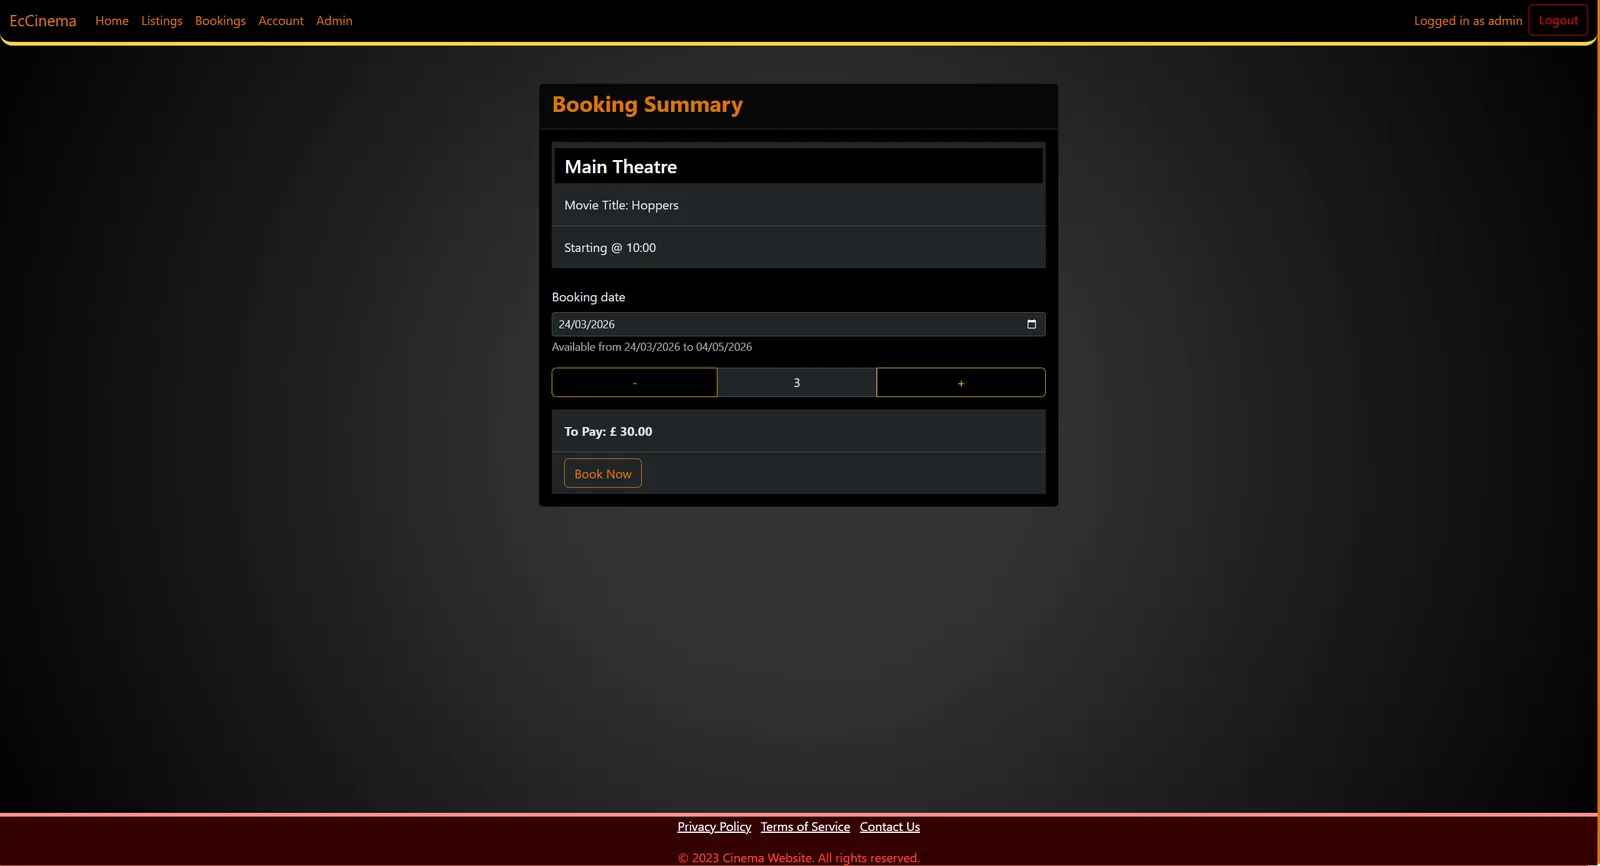 EcCinema Home Listings Bookings Account Admin Logged in as admin Logout
Booking Summary
Main Theatre
Movie Title: Hoppers
Starting @ 10:00
Booking date
24/03/2026
Available from 24/03/2026 to 04/05/2026
- 3 +
To Pay: £ 30.00
Book Now
Privacy Policy Terms of Service Contact Us
© 2023 Cinema Website. All rights reserved.